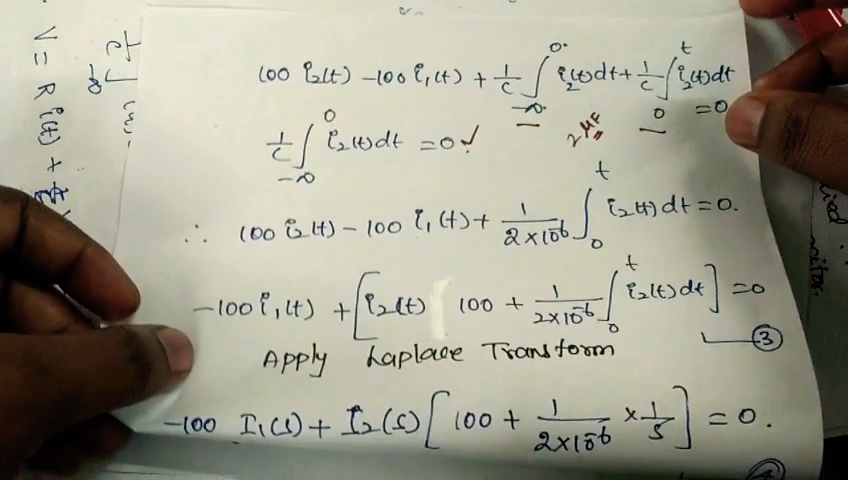 100 i₂(t) - 100 i₁(t) + 1/C ∫_{-∞}^{0} i₂(t)dt + 1/C ∫_{0}^{t} i₂(t)dt = 0
1/C ∫_{-∞}^{0} i₂(t)dt = 0 ✓ 2μF
∴ 100 i₂(t) - 100 i₁(t) + 1/(2×10⁻⁶) ∫_{0}^{t} i₂(t) dt = 0.
-100 i₁(t) + [i₂(t) 100 + 1/(2×10⁻⁶) ∫_{0}^{t} i₂(t)dt] = 0
③
Apply Laplace Transform
-100 I₁(s) + I₂(s) [100 + 1/(2×10⁻⁶) × 1/s] = 0.
V = R i(t) +